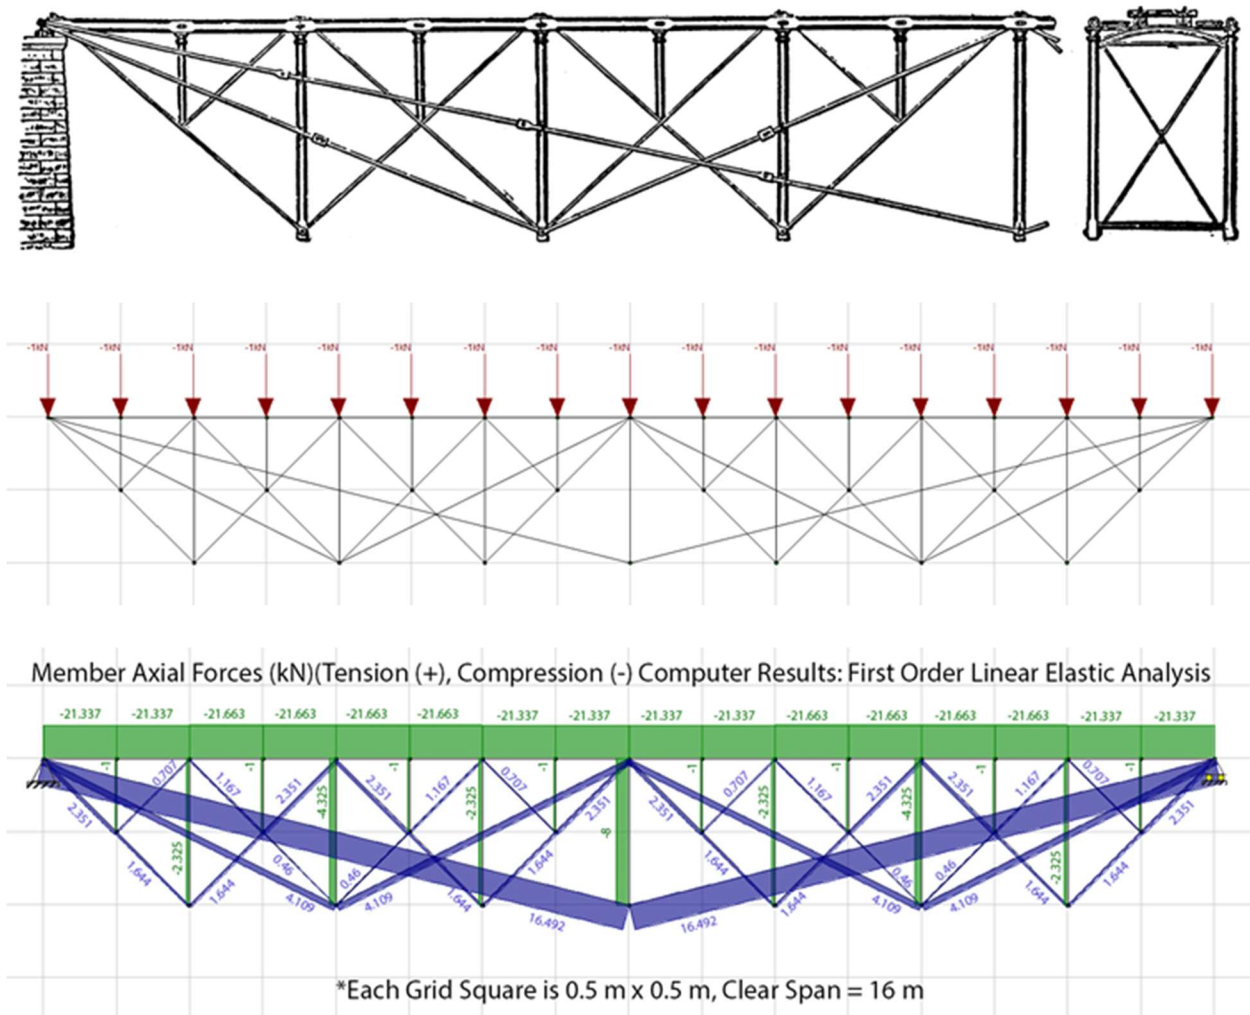 -1kN -1kN -1kN -1kN -1kN -1kN -1kN -1kN -1kN -1kN -1kN -1kN -1kN -1kN -1kN -1kN -1kN
Member Axial Forces (kN)(Tension (+), Compression (-) Computer Results: First Order Linear Elastic Analysis
-21.337 -21.337 -21.663 -21.663 -21.663 -21.663 -21.337 -21.337 -21.337 -21.337 -21.663 -21.663 -21.663 -21.663 -21.337 -21.337
-1 0.707 1.167 -1 2.351 -4.325 2.351 -1 1.167 -2.325 0.707 -1 2.351 -8 2.351 -1 0.707 -2.325 1.167 -1 2.351 -4.325 2.351 -1 1.167 0.707 -1 2.351
2.351 1.644 -2.325 1.644 0.46 4.109 0.46 4.109 1.644 1.644 16.492 16.492 1.644 1.644 4.109 0.46 0.46 4.109 1.644 -2.325 1.644
*Each Grid Square is 0.5 m x 0.5 m, Clear Span = 16 m